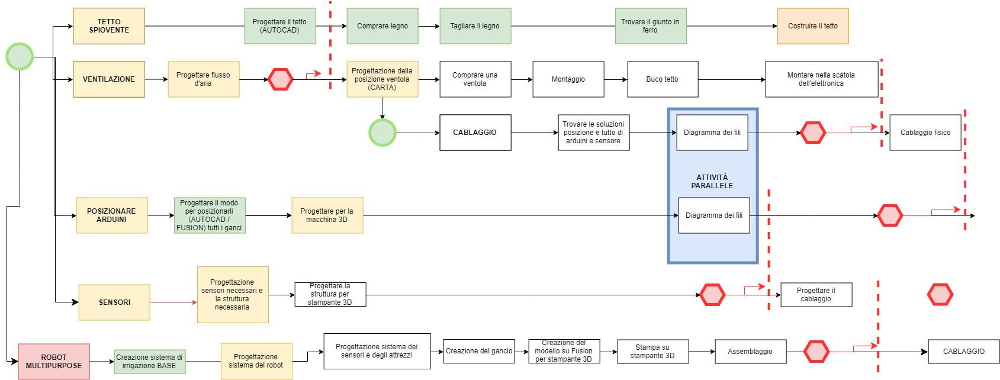 TETTO
SPIOVENTE
Progettare il tetto
(AUTOCAD)
Comprare legno
Tagliare il legno
Trovare il giunto in
ferro
Costruire il tetto
VENTILAZIONE
Progettare flusso
d'aria
Progettazione della
posizione ventola
(CARTA)
Comprare una
ventola
Montaggio
Buco tetto
Montare nella scatola
dell'elettronica
CABLAGGIO
Trovare le soluzioni
posizione e tutto di
arduini e sensore
Diagramma dei fili
Cablaggio fisico
ATTIVITÀ
PARALLELE
POSIZIONARE
ARDUINI
Progettare il modo
per posizionarli
(AUTOCAD /
FUSION) tutti i ganci
Progettare per la
macchina 3D
Diagramma dei fili
SENSORI
Progettazione
sensori necessari e
la struttura
necessaria
Progettare la
struttura per
stampante 3D
Progettare il
cablaggio
ROBOT
MULTIPURPOSE
Creazione sistema di
irrigazione BASE
Progettazione
sistema del robot
Progettazione sistema dei
sensori e degli attrezzi
Creazione del gancio
Creazione del
modello su Fusion
per stampante 3D
Stampa su
stampante 3D
Assemblaggio
CABLAGGIO